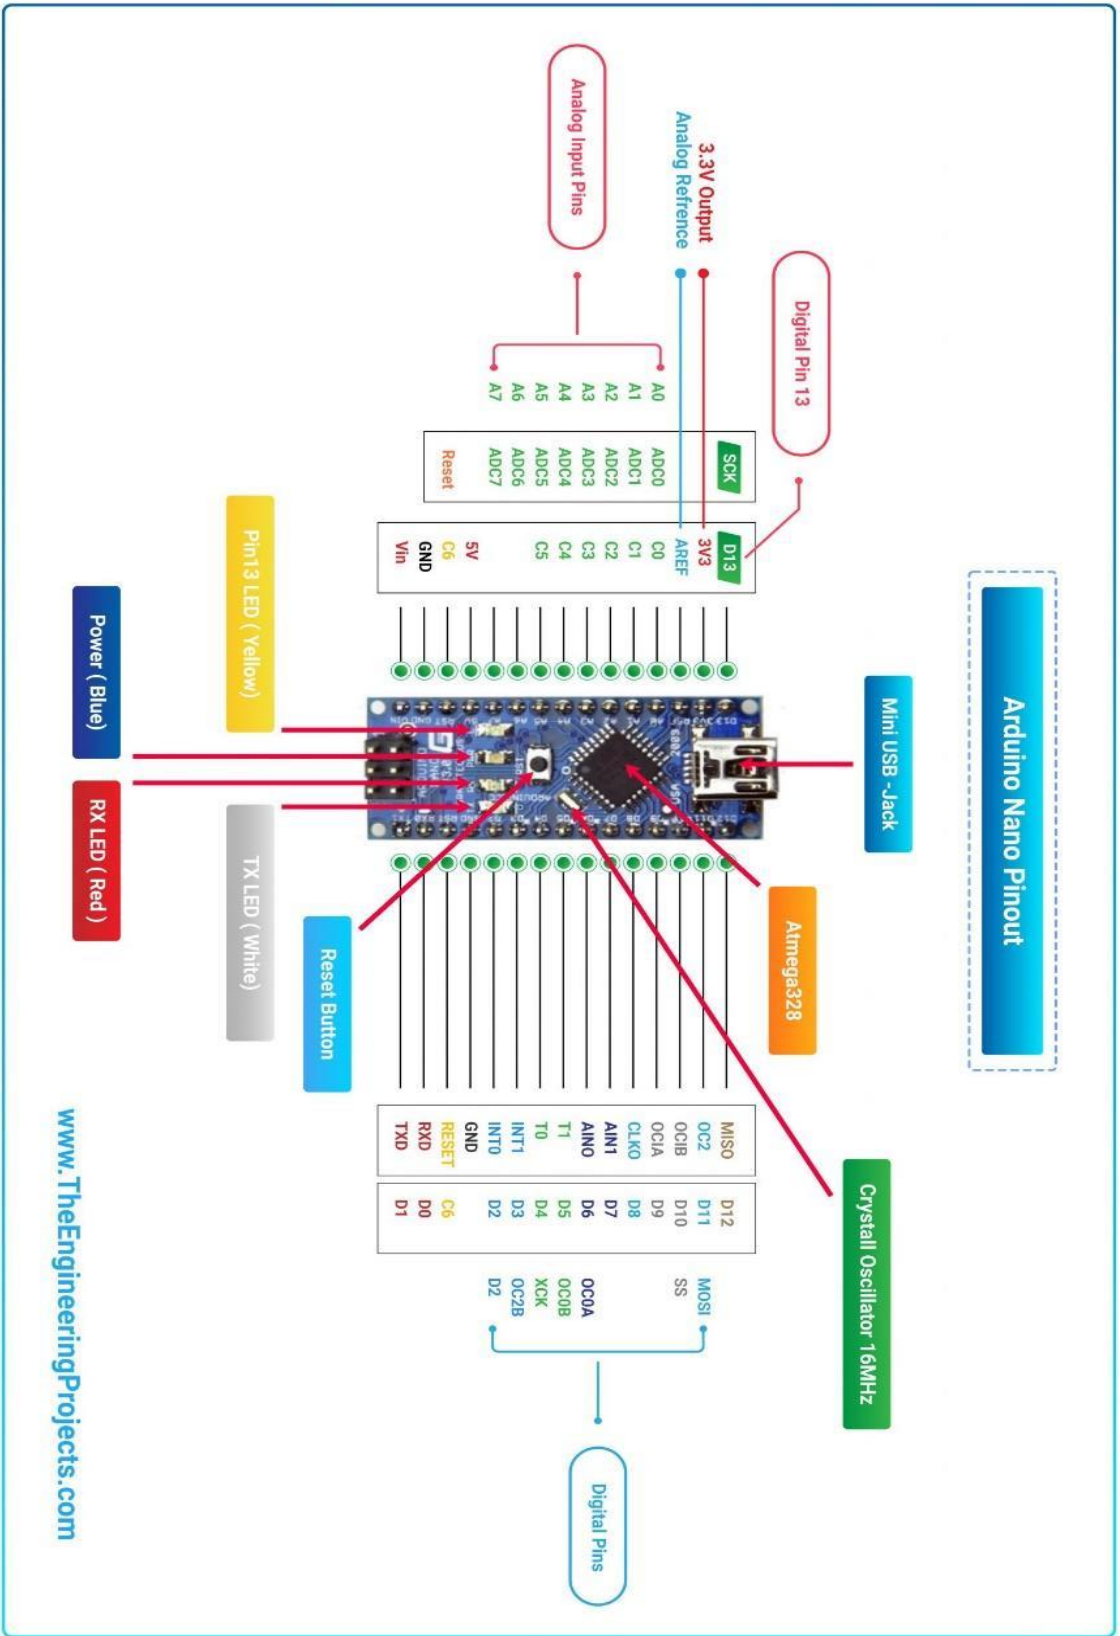 Arduino Nano Pinout
Mini USB -Jack
Digital Pin 13
3.3V Output
Analog Refrence
Analog Input Pins
A0
A1
A2
A3
A4
A5
A6
A7
SCK
ADC0
ADC1
ADC2
ADC3
ADC4
ADC5
ADC6
ADC7
Reset
D13
3V3
AREF
C0
C1
C2
C3
C4
C5
5V
C6
GND
Vin
Atmega328
Crystall Oscillator 16MHz
MISO
OC2
OCIB
OCIA
CLKO
AIN1
AINO
T1
T0
INT1
INT0
GND
RESET
RXD
TXD
D12
D11
D10
D9
D8
D7
D6
D5
D4
D3
D2
C6
D0
D1
MOSI
SS
OC0A
OC0B
XCK
OC2B
D2
Digital Pins
Reset Button
Pin13 LED ( Yellow)
TX LED ( White)
Power ( Blue)
RX LED ( Red )
www.TheEngineeringProjects.com